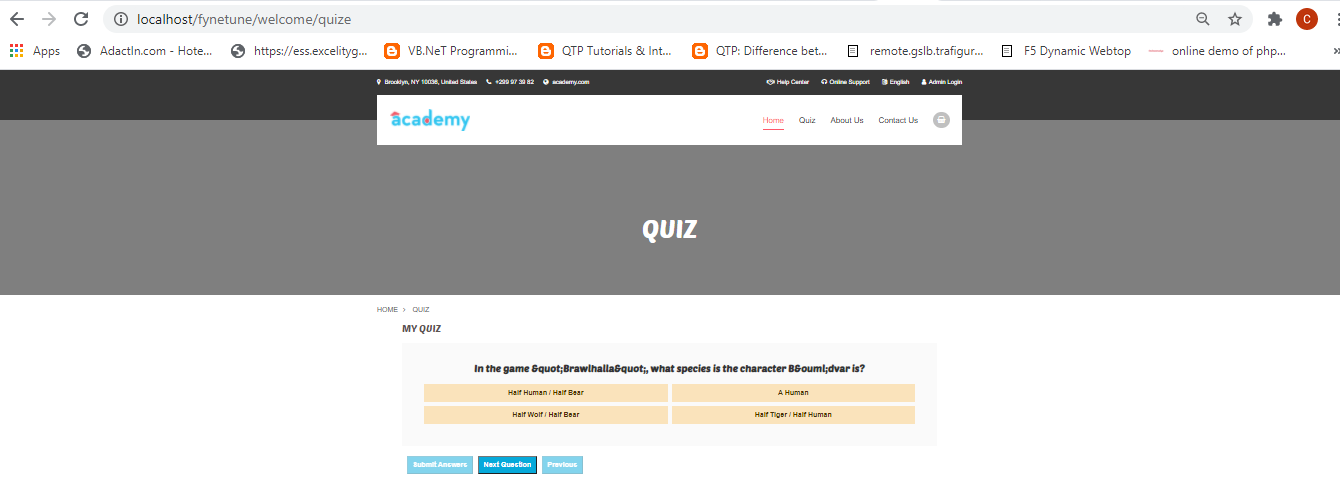 localhost/fynetune/welcome/quize
C
Apps AdactIn.com - Hote... https://ess.excelityg... VB.NeT Programmi... QTP Tutorials & Int... QTP: Difference bet... remote.gslb.trafigur... F5 Dynamic Webtop online demo of php... »
Brooklyn, NY 10036, United States +299 97 39 82 academy.com Help Center Online Support English Admin Login
academy Home Quiz About Us Contact Us
QUIZ
HOME > QUIZ
MY QUIZ
In the game &quot;Brawlhalla&quot;, what species is the character B&ouml;dvar is?
Half Human / Half Bear A Human
Half Wolf / Half Bear Half Tiger / Half Human
Submit Answers Next Question Previous